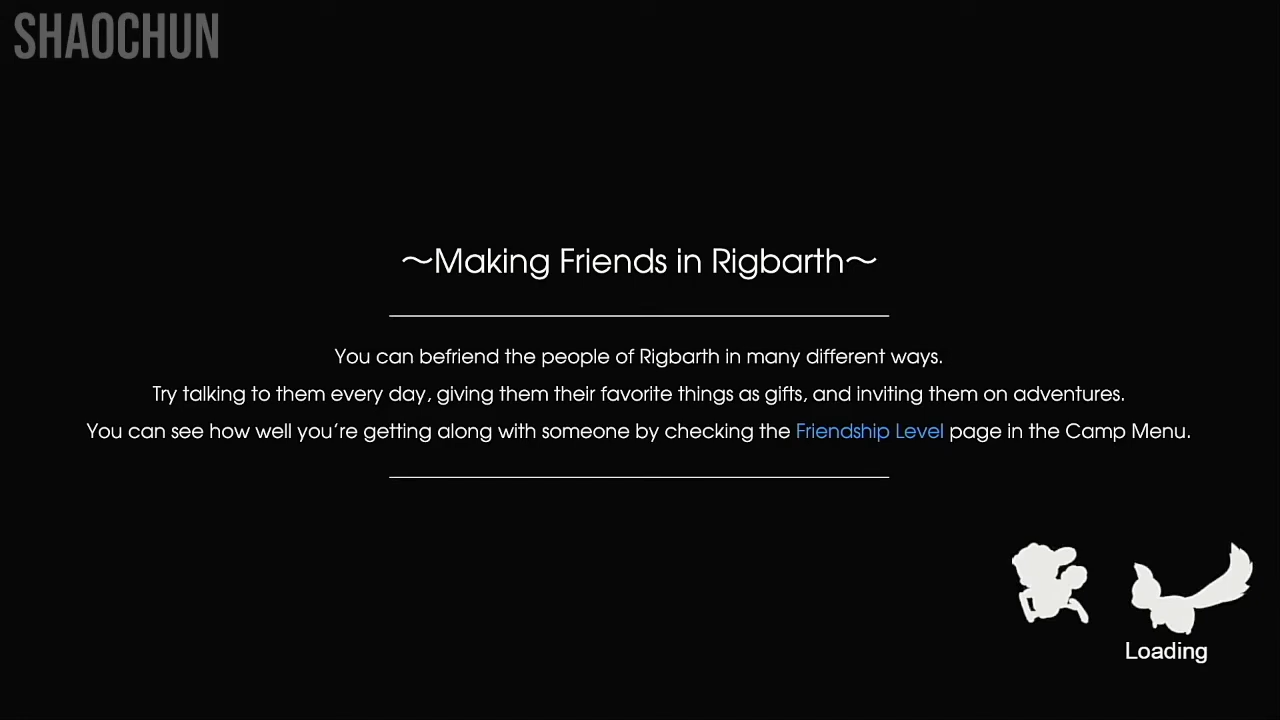 SHAOCHUN
～Making Friends in Rigbarth～
You can befriend the people of Rigbarth in many different ways.
Try talking to them every day, giving them their favorite things as gifts, and inviting them on adventures.
You can see how well you’re getting along with someone by checking the Friendship Level page in the Camp Menu.
Loading